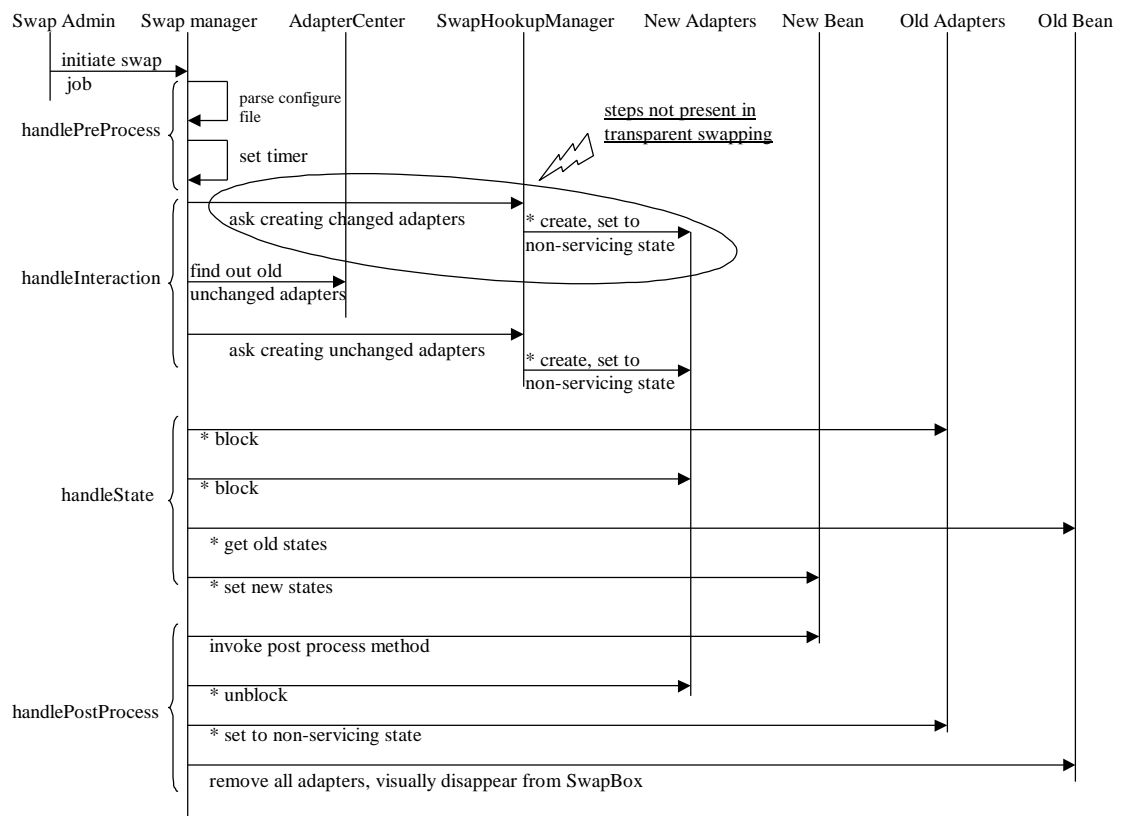 Swap Admin Swap manager AdapterCenter SwapHookupManager New Adapters New Bean Old Adapters Old Bean
initiate swap
job
parse configure
file
handlePreProcess
set timer
steps not present in
transparent swapping
ask creating changed adapters
* create, set to
non-servicing state
handleInteraction
find out old
unchanged adapters
ask creating unchanged adapters
* create, set to
non-servicing state
* block
* block
handleState
* get old states
* set new states
invoke post process method
* unblock
handlePostProcess
* set to non-servicing state
remove all adapters, visually disappear from SwapBox